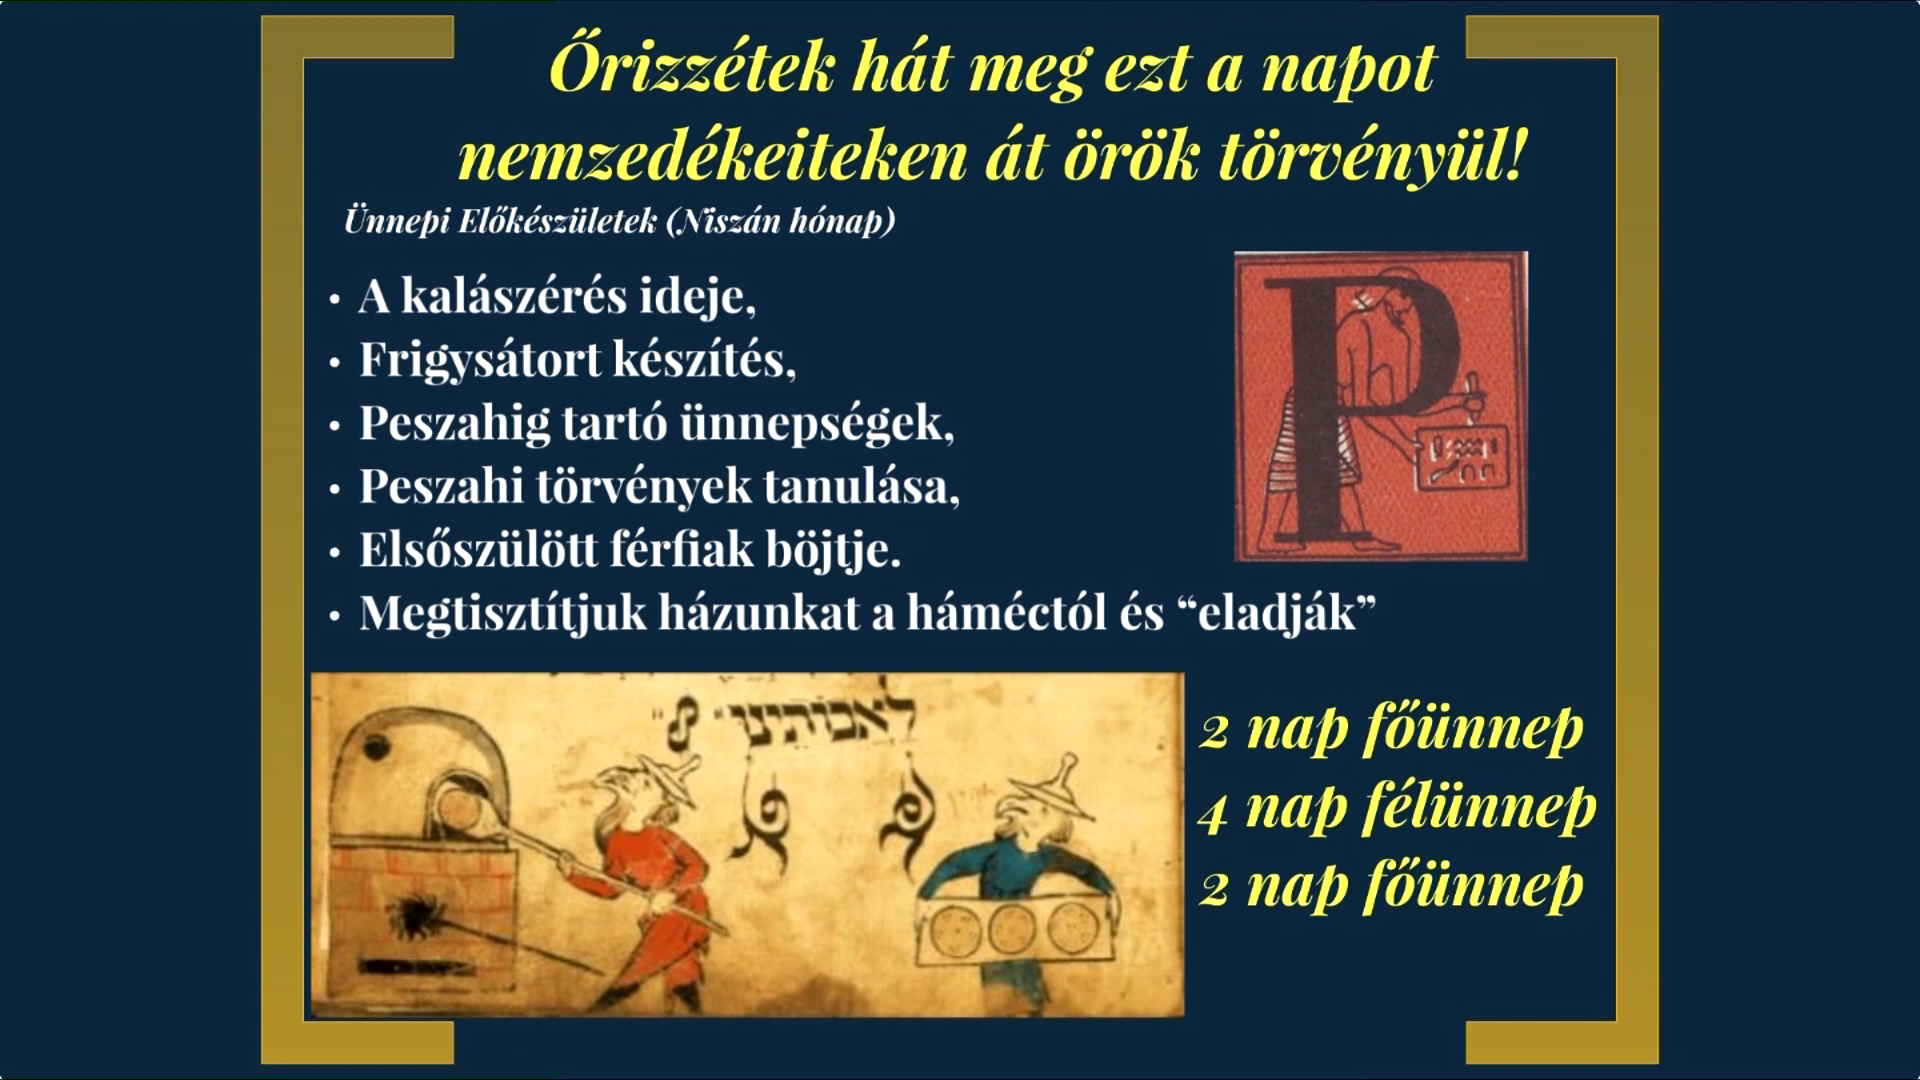 Őrizzétek hát meg ezt a napot
nemzedékeiteken át örök törvényül!
Ünnepi Előkészületek (Niszán hónap)
• A kalászérés ideje,
• Frigysátort készítés,
• Peszahig tartó ünnepségek,
• Peszahi törvények tanulása,
• Elsőszülött férfiak böjtje.
• Megtisztítjuk házunkat a háméctól és “eladják”
P
לאבותינו
2 nap főünnep
4 nap félünnep
2 nap főünnep